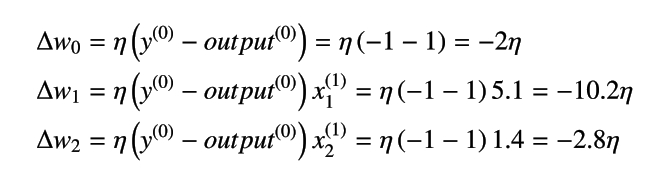 Δw₀ = η(y⁽⁰⁾ − output⁽⁰⁾) = η(−1 − 1) = −2η
Δw₁ = η(y⁽⁰⁾ − output⁽⁰⁾) x₁⁽¹⁾ = η(−1 − 1) 5.1 = −10.2η
Δw₂ = η(y⁽⁰⁾ − output⁽⁰⁾) x₂⁽¹⁾ = η(−1 − 1) 1.4 = −2.8η